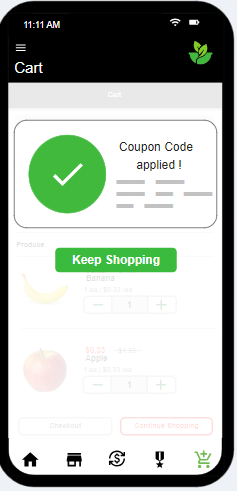 11:11 AM
Cart
Cart
Coupon Code
applied !
Produce
Keep Shopping
Banana
1
$0.33
Apple
1
Checkout
Continue Shopping